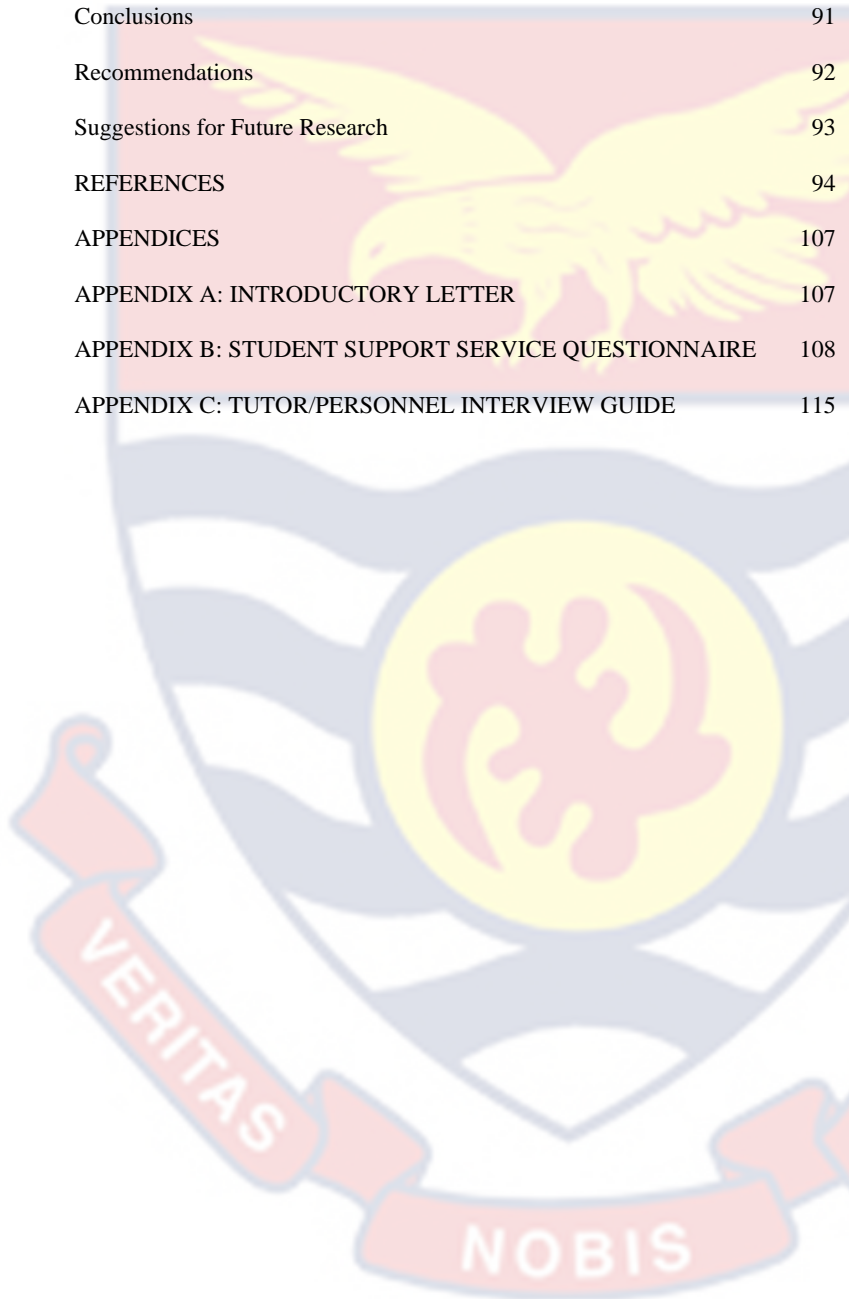 Conclusions 91
Recommendations 92
Suggestions for Future Research 93
REFERENCES 94
APPENDICES 107
APPENDIX A: INTRODUCTORY LETTER 107
APPENDIX B: STUDENT SUPPORT SERVICE QUESTIONNAIRE 108
APPENDIX C: TUTOR/PERSONNEL INTERVIEW GUIDE 115
VERITAS
NOBIS